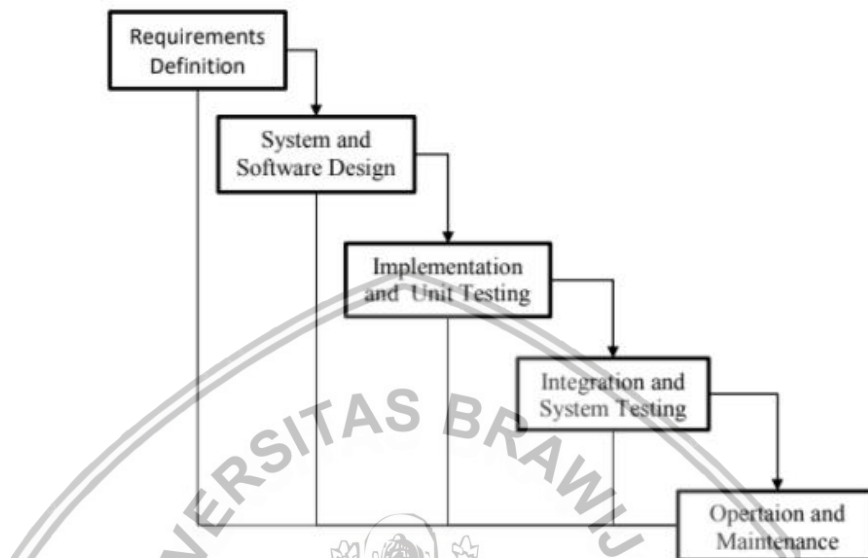 Requirements
Definition
System and
Software Design
Implementation
and Unit Testing
Integration and
System Testing
Opertaion and
Maintenance
ERSITAS BRAWIJ